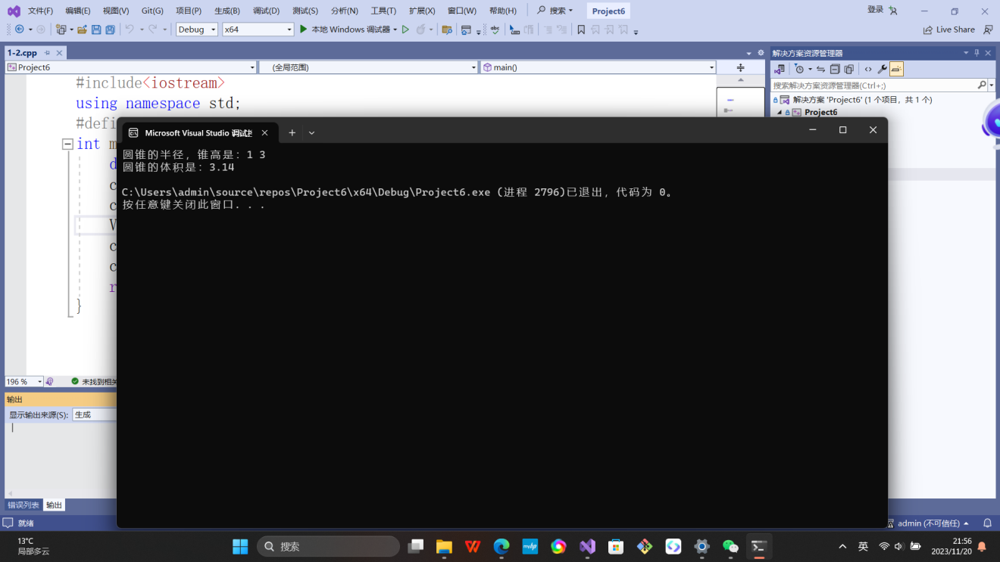 文件(F) 编辑(E) 视图(V) Git(G) 项目(P) 生成(B) 调试(D) 测试(S) 分析(N) 工具(T) 扩展(X) 窗口(W) 帮助(H) 搜索 Project6 登录
Debug x64 本地 Windows 调试器 Live Share
1-2.cpp
Project6 (全局范围) main()
#include<iostream>
using namespace std;
#defi
int m
d
c
c
V
c
c
r
}
解决方案资源管理器
搜索解决方案资源管理器(Ctrl+;)
解决方案 'Project6' (1 个项目，共 1 个)
Project6
Microsoft Visual Studio 调试控
圆锥的半径，锥高是：1 3
圆锥的体积是：3.14
C:\Users\admin\source\repos\Project6\x64\Debug\Project6.exe (进程 2796)已退出，代码为 0。
按任意键关闭此窗口. . .
196 % 未找到相关
输出
显示输出来源(S): 生成
错误列表 输出
就绪 admin (不可信任)
13°C
局部多云
搜索
myhp
英
21:56
2023/11/20